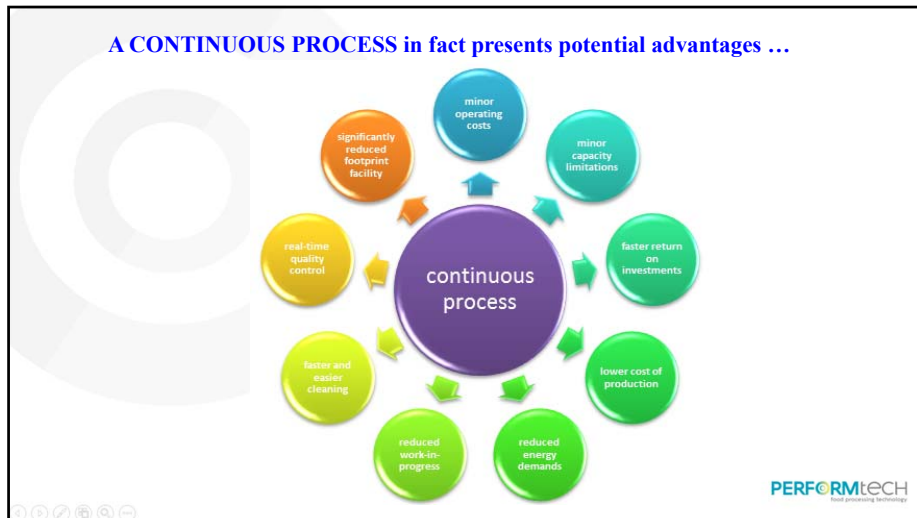 A CONTINUOUS PROCESS in fact presents potential advantages …
minor
operating
costs
minor
capacity
limitations
faster return
on
investments
lower cost of
production
reduced
energy
demands
reduced
work-in-
progress
faster and
easier
cleaning
real-time
quality
control
significantly
reduced
footprint
facility
continuous
process
PERFORMtECH
food processing technology